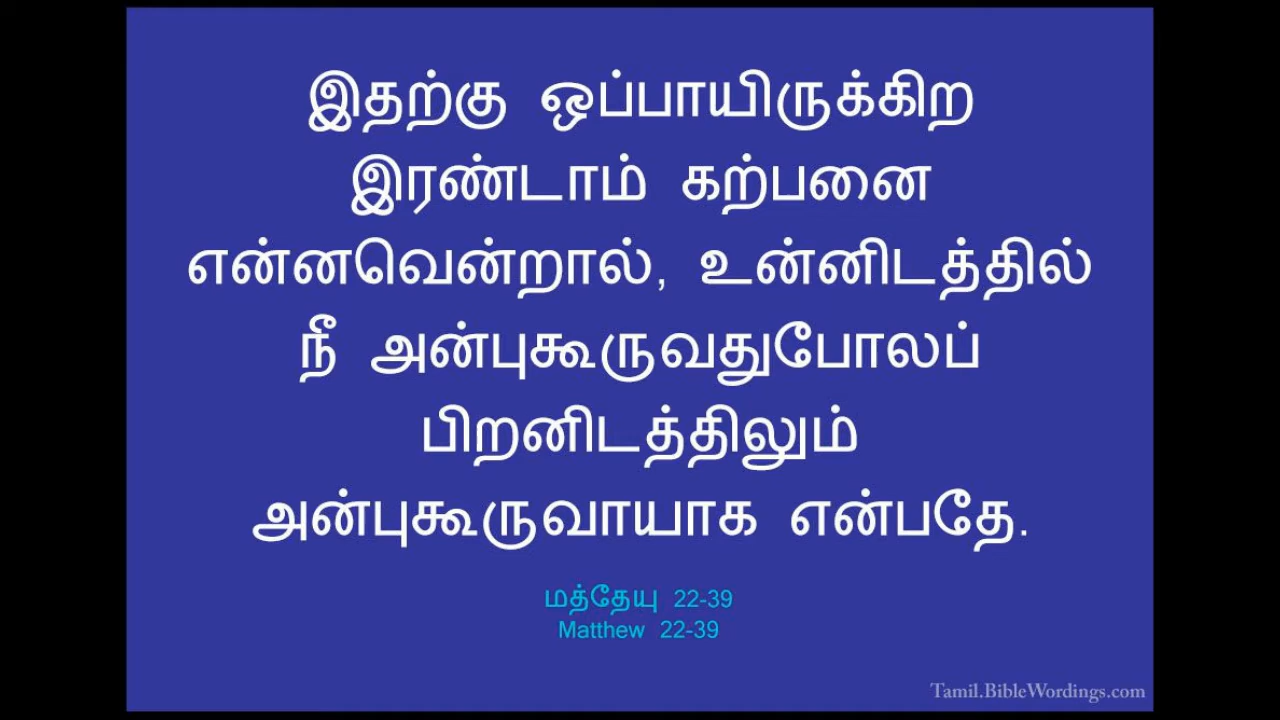 இதற்கு ஒப்பாயிருக்கிற
இரண்டாம் கற்பனை
என்னவென்றால், உன்னிடத்தில்
நீ அன்புகூருவதுபோலப்
பிறனிடத்திலும்
அன்புகூருவாயாக என்பதே.
மத்தேயு 22-39
Matthew 22-39
Tamil.BibleWordings.com